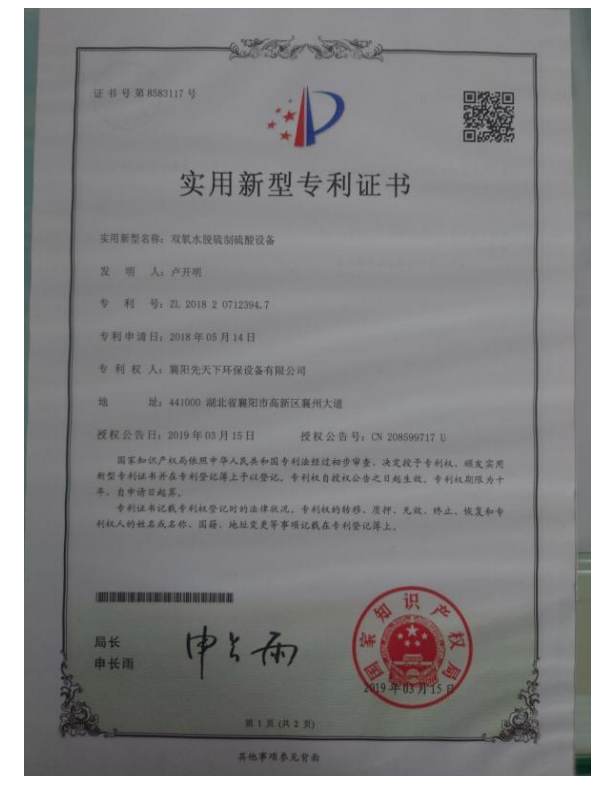 证书号第8583117号
实用新型专利证书
实用新型名称：双氧水脱硫制硫酸设备
发明人：卢开明
专利号：ZL 2018 2 0712394.7
专利申请日：2018年05月14日
专利权人：襄阳先天下环保设备有限公司
地址：441000 湖北省襄阳市高新区襄州大道
授权公告日：2019年03月15日 授权公告号：CN 208599717 U
国家知识产权局依照中华人民共和国专利法经过初步审查，决定授予专利权，颁发实用
新型专利证书并在专利登记簿上予以登记。专利权自授权公告之日起生效。专利权期限为十
年，自申请日起算。
专利证书记载专利权登记时的法律状况。专利权的转移、质押、无效、终止、恢复和专
利权人的姓名或名称、国籍、地址变更等事项记载在专利登记簿上。
局长
申长雨
申长雨
国家知识产权局
2019年03月15日
第1页(共2页)
其他事项参见背面